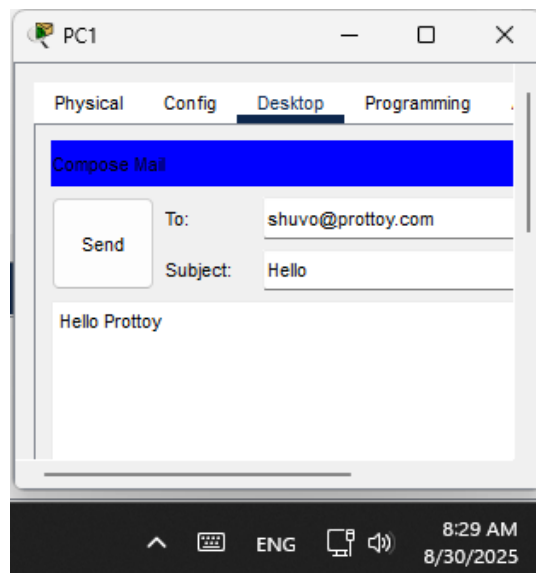 PC1
Physical Config Desktop Programming
Compose Mail
Send
To: shuvo@prottoy.com
Subject: Hello
Hello Prottoy
ENG
8:29 AM
8/30/2025